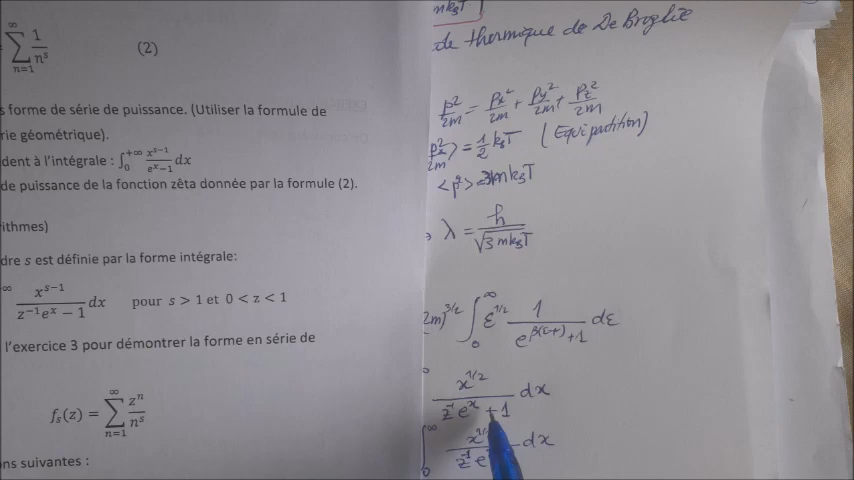 ∑_{n=1}^{∞} 1/n^s (2)
s forme de série de puissance. (Utiliser la formule de
rie géométrique).
dent à l'intégrale : ∫_0^{+∞} x^{s−1}/(e^x−1) dx
de puissance de la fonction zêta donnée par la formule (2).
ithmes)
dre s est définie par la forme intégrale:
∞ x^{s−1}/(z^{−1}e^x − 1) dx pour s > 1 et 0 < z < 1
l'exercice 3 pour démontrer la forme en série de
f_s(z) = ∑_{n=1}^{∞} z^n/n^s
ons suivantes :
mk_BT
de thermique de De Broglie
p²/2m = px²/2m + py²/2m + pz²/2m
px²/2m⟩ = 1/2 k_BT (Equipartition)
<p²> = 3mk_BT
λ = h/√(3mk_BT)
2m)^{3/2} ∫_0^∞ ε^{1/2} 1/(e^{β(ε−μ)}+1) dε
x^{1/2}/(z^{-1}e^x + 1) dx
∫_0^∞ dx